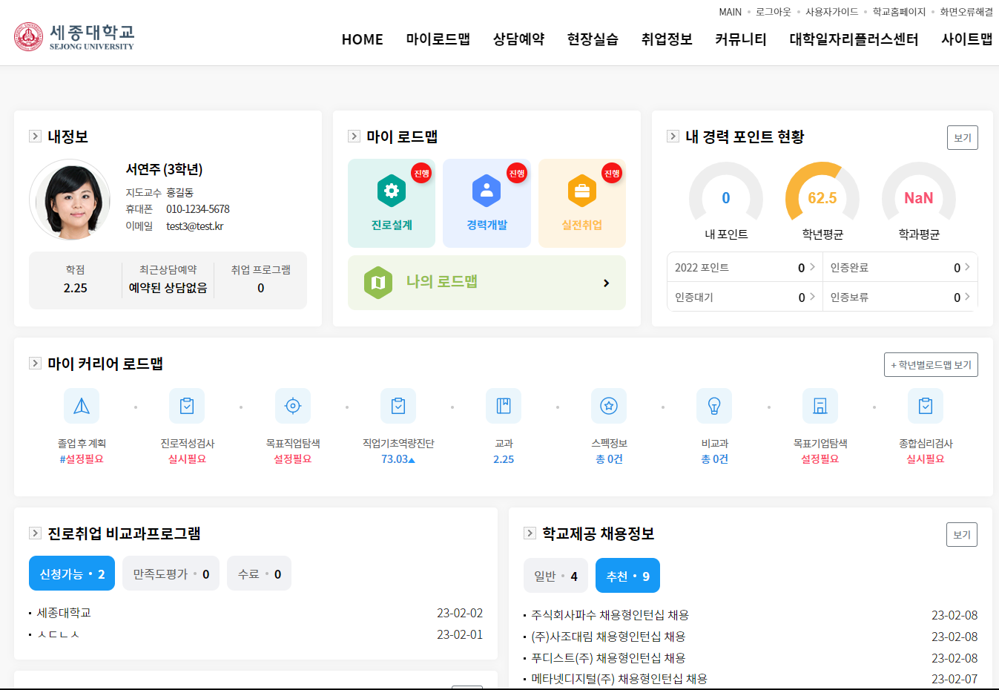 MAIN 로그아웃 사용자가이드 학교홈페이지 화면오류해결
세종대학교
SEJONG UNIVERSITY
HOME 마이로드맵 상담예약 현장실습 취업정보 커뮤니티 대학일자리플러스센터 사이트맵
내정보
서연주 (3학년)
지도교수 홍길동
휴대폰 010-1234-5678
이메일 test3@test.kr
학점 최근상담예약 취업 프로그램
2.25 예약된 상담없음 0
마이 로드맵
진행 진행 진행
진로설계 경력개발 실전취업
나의 로드맵
내 경력 포인트 현황
보기
0 62.5 NaN
내 포인트 학년평균 학과평균
2022 포인트 0 인증완료 0
인증대기 0 인증보류 0
마이 커리어 로드맵
+ 학년별로드맵 보기
졸업 후 계획 진로적성검사 목표직업탐색 직업기초역량진단 교과 스펙정보 비교과 목표기업탐색 종합심리검사
#설정필요 실시필요 설정필요 73.03▲ 2.25 총 0건 총 0건 설정필요 실시필요
진로취업 비교과프로그램
신청가능 • 2 만족도평가 • 0 수료 • 0
세종대학교 23-02-02
ㅅㄷㄴㅅ 23-02-01
학교제공 채용정보
보기
일반 • 4 추천 • 9
주식회사파수 채용형인턴십 채용 23-02-08
(주)사조대림 채용형인턴십 채용 23-02-08
푸디스트(주) 채용형인턴십 채용 23-02-08
메타넷디지털(주) 채용형인턴십 채용 23-02-07